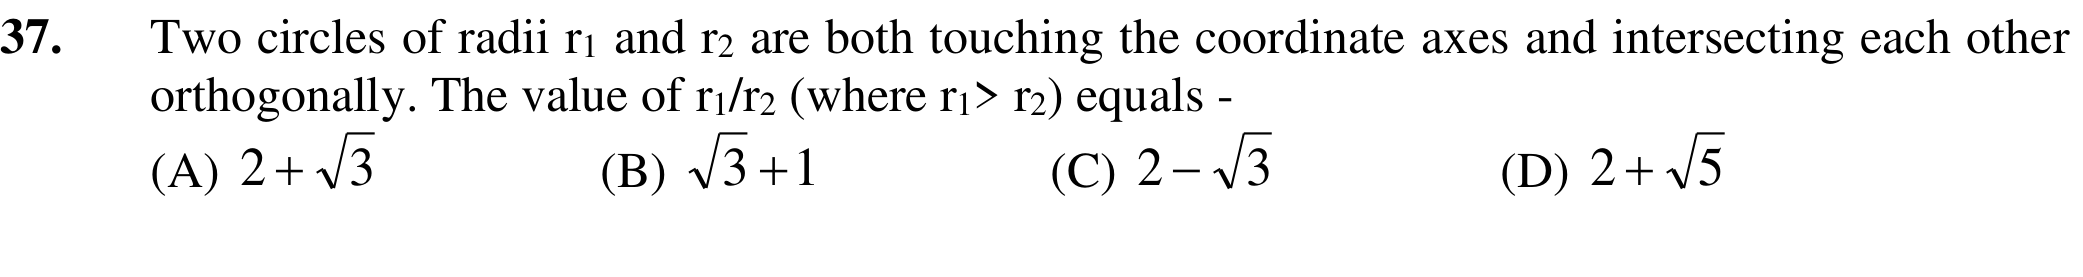 37. Two circles of radii r₁ and r₂ are both touching the coordinate axes and intersecting each other
orthogonally. The value of r₁/r₂ (where r₁> r₂) equals -
(A) 2 + √3 (B) √3 + 1 (C) 2 − √3 (D) 2 + √5